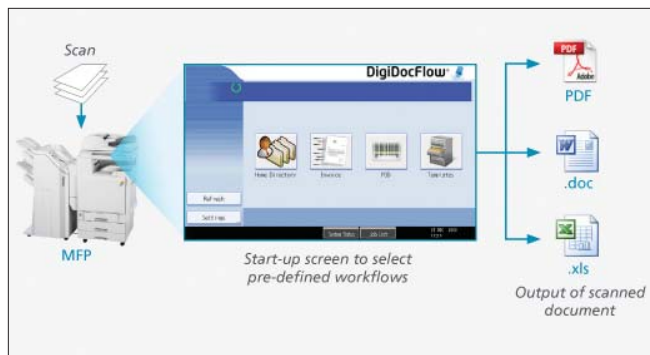 Scan
MFP
DigiDocFlow
Home Directory
Invoice
POD
Templates
Refresh
Settings
System Status
Job List
Start-up screen to select
pre-defined workflows
PDF
Adobe
PDF
W
.doc
X
.xls
Output of scanned
document